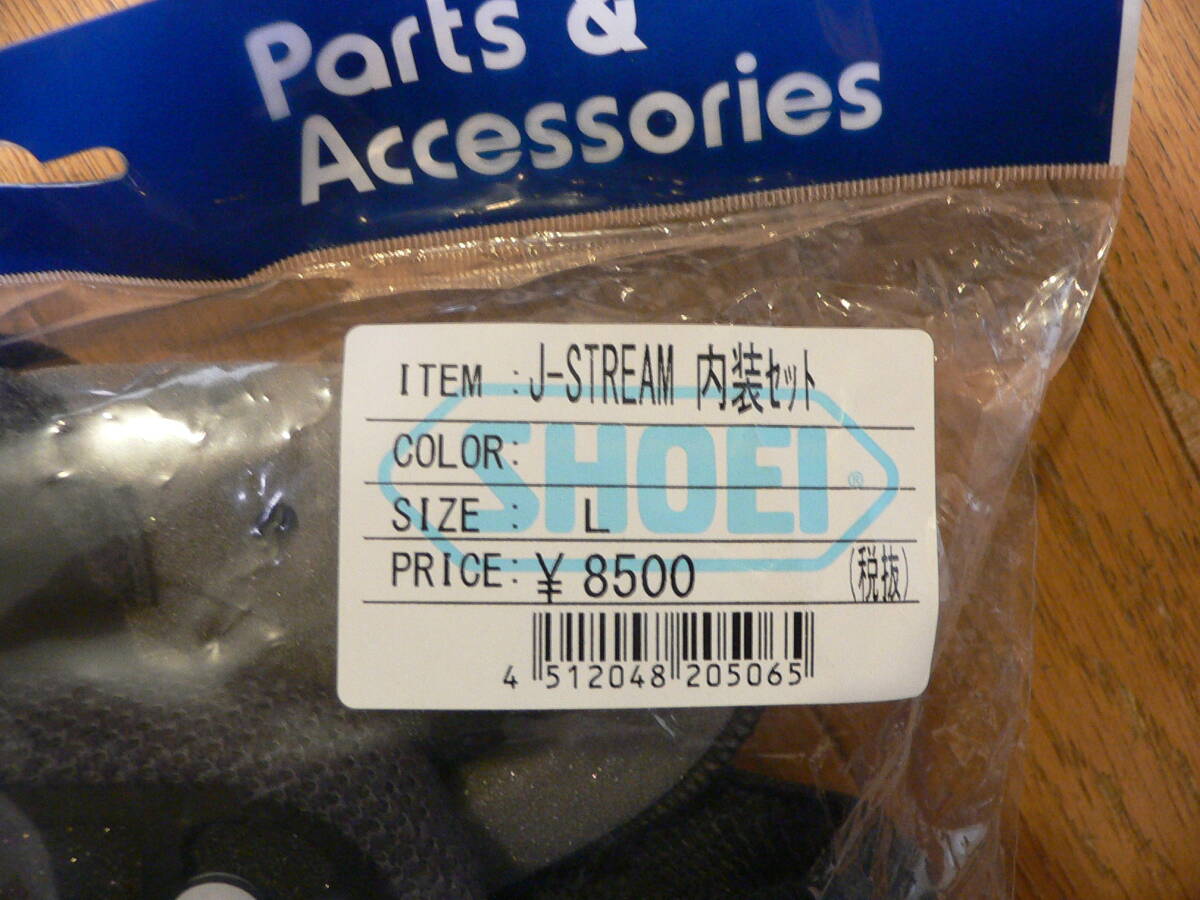 Parts &
Accessories
ITEM :J-STREAM 内装ｾｯﾄ
COLOR:
SHOEI®
SIZE : L
PRICE:¥ 8500 (税抜)
4 512048 205065